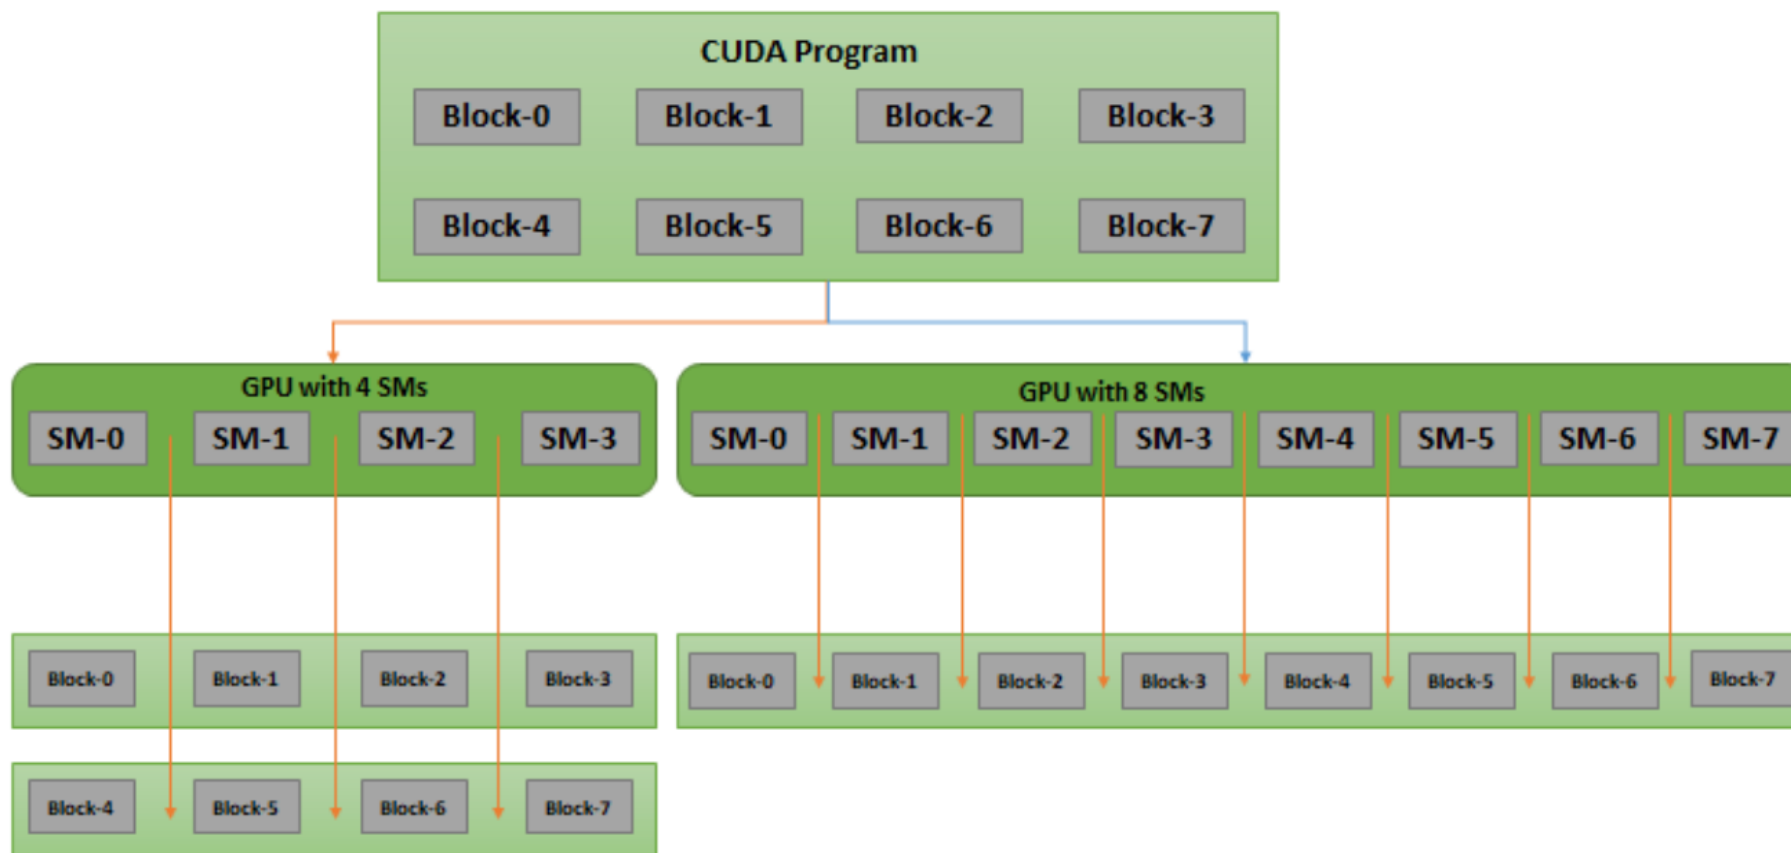 CUDA Program
Block-0 Block-1 Block-2 Block-3
Block-4 Block-5 Block-6 Block-7
GPU with 4 SMs
SM-0 SM-1 SM-2 SM-3
Block-0 Block-1 Block-2 Block-3
Block-4 Block-5 Block-6 Block-7
GPU with 8 SMs
SM-0 SM-1 SM-2 SM-3 SM-4 SM-5 SM-6 SM-7
Block-0 Block-1 Block-2 Block-3 Block-4 Block-5 Block-6 Block-7